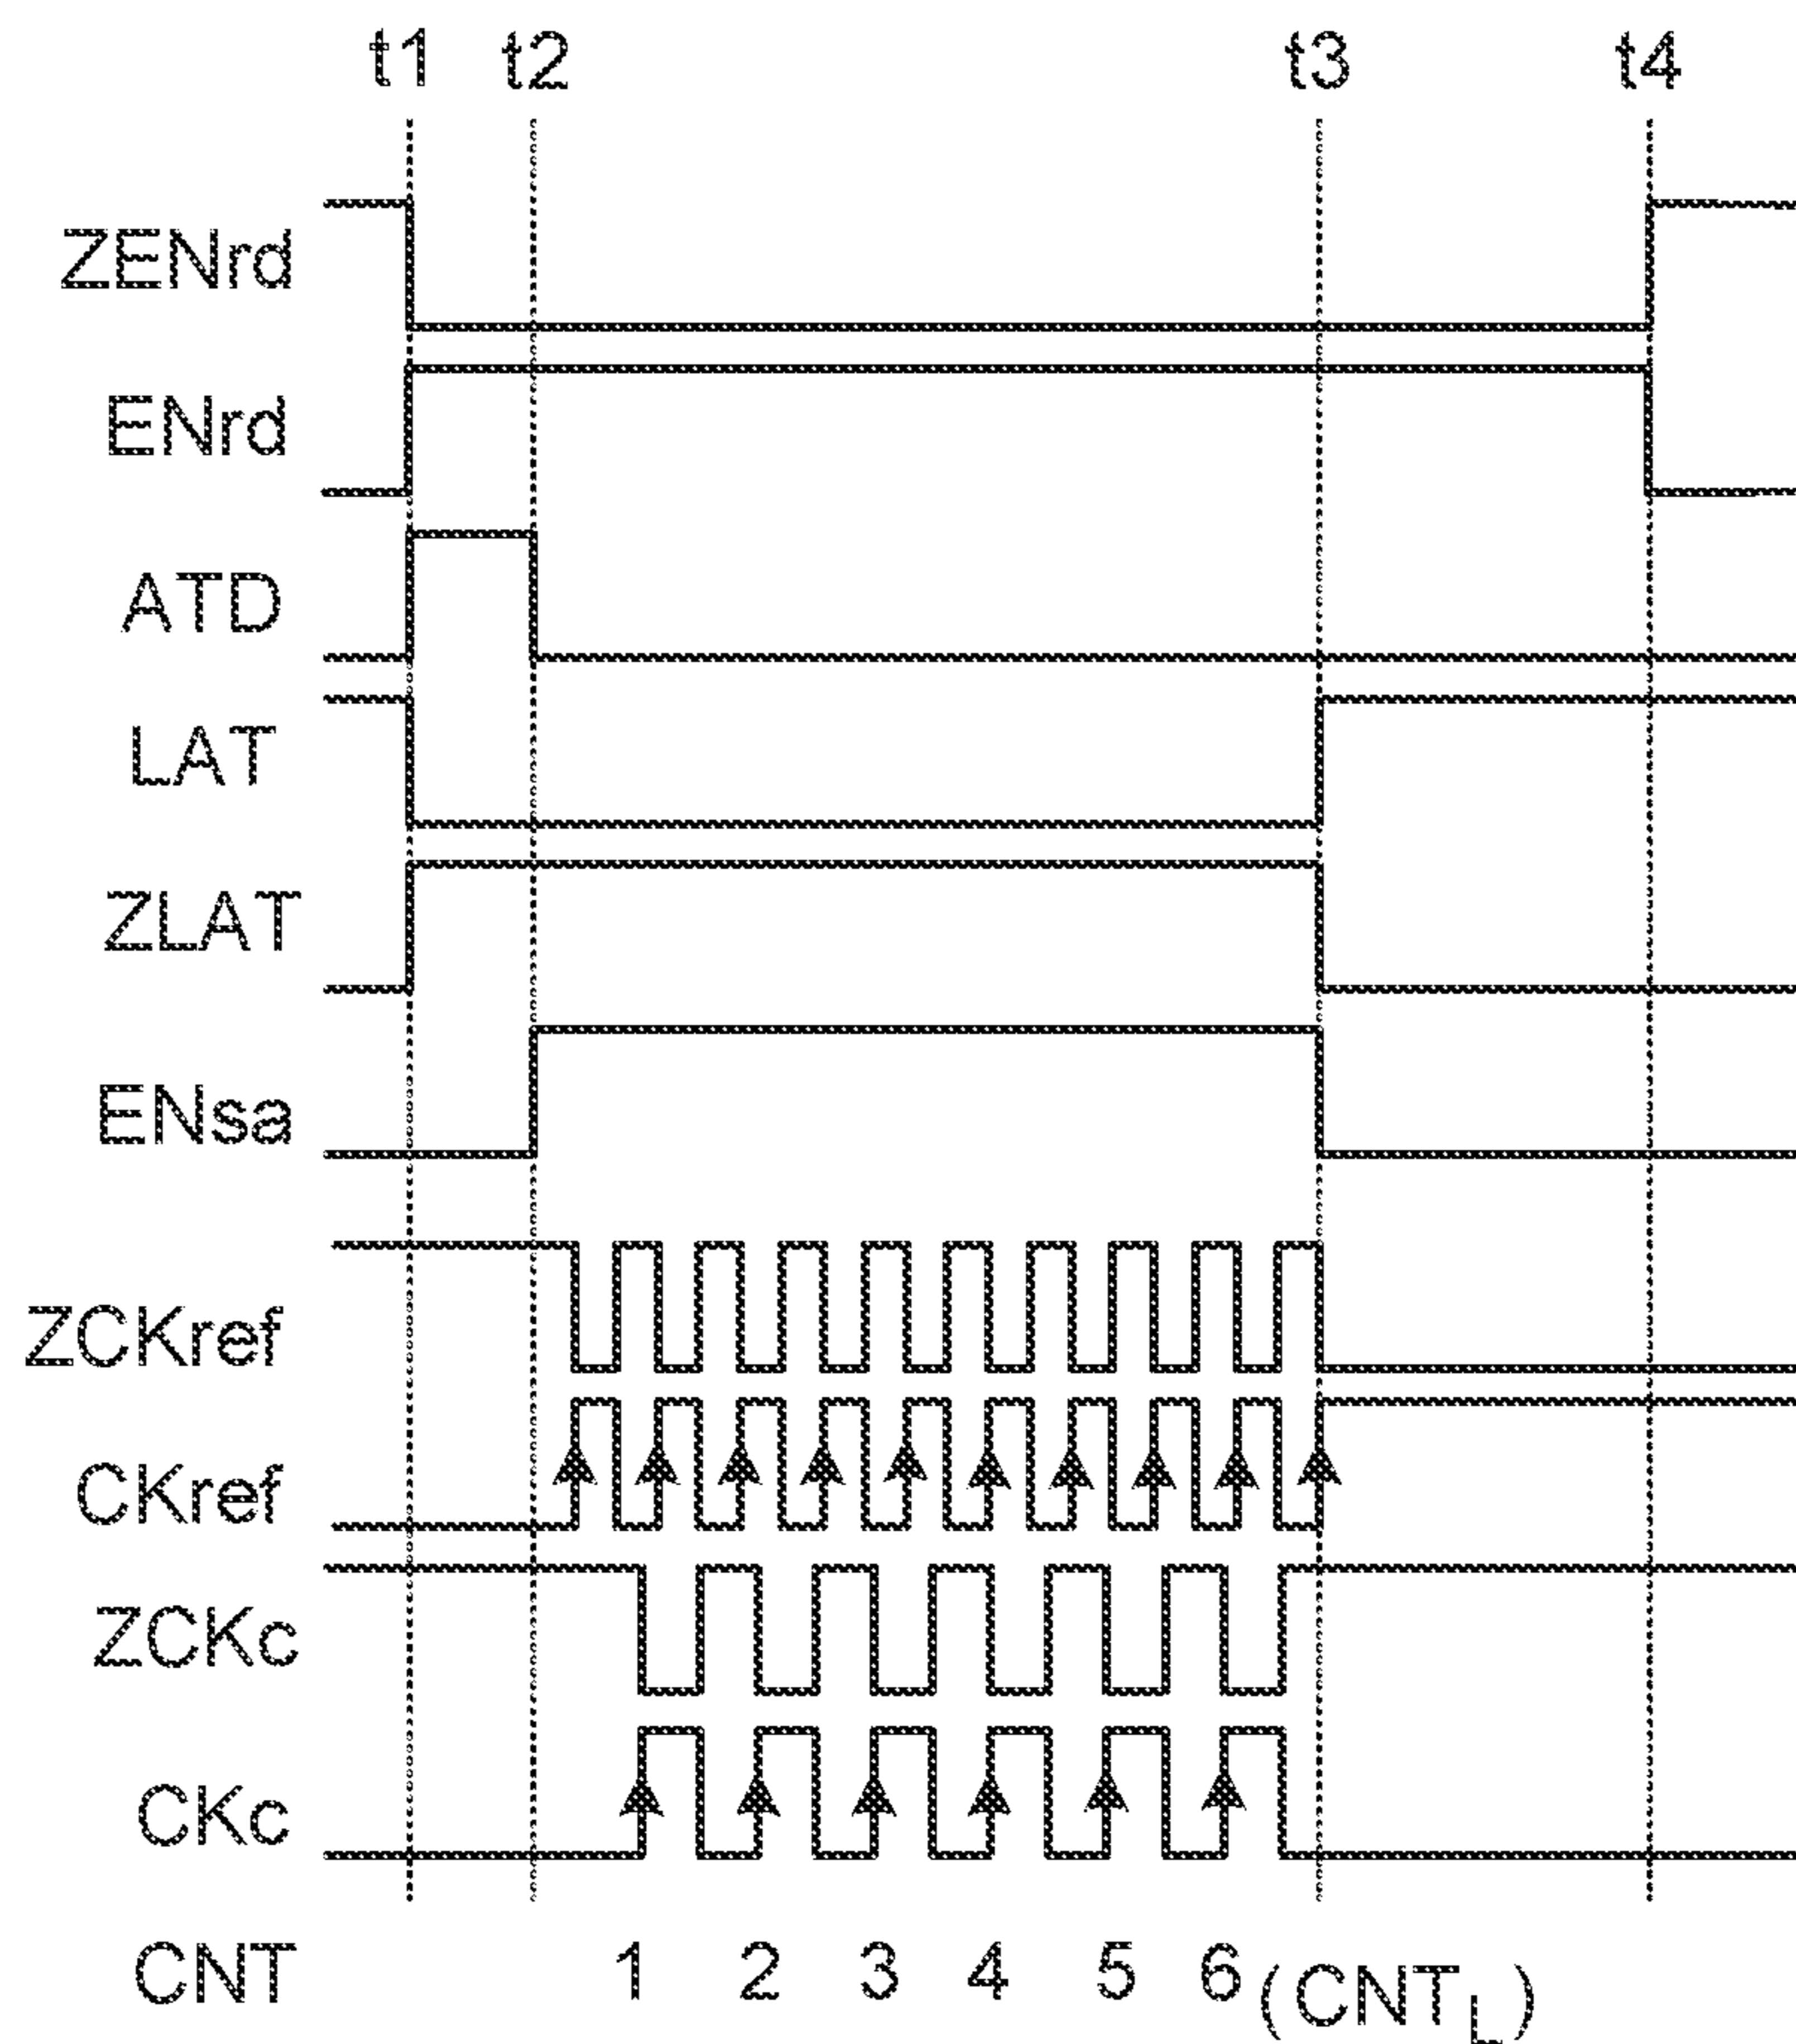 t1 t2 t3 t4
ZENrd
ENrd
ATD
LAT
ZLAT
ENsa
ZCKref
CKref
ZCKc
CKc
CNT 1 2 3 4 5 6 (CNTL)